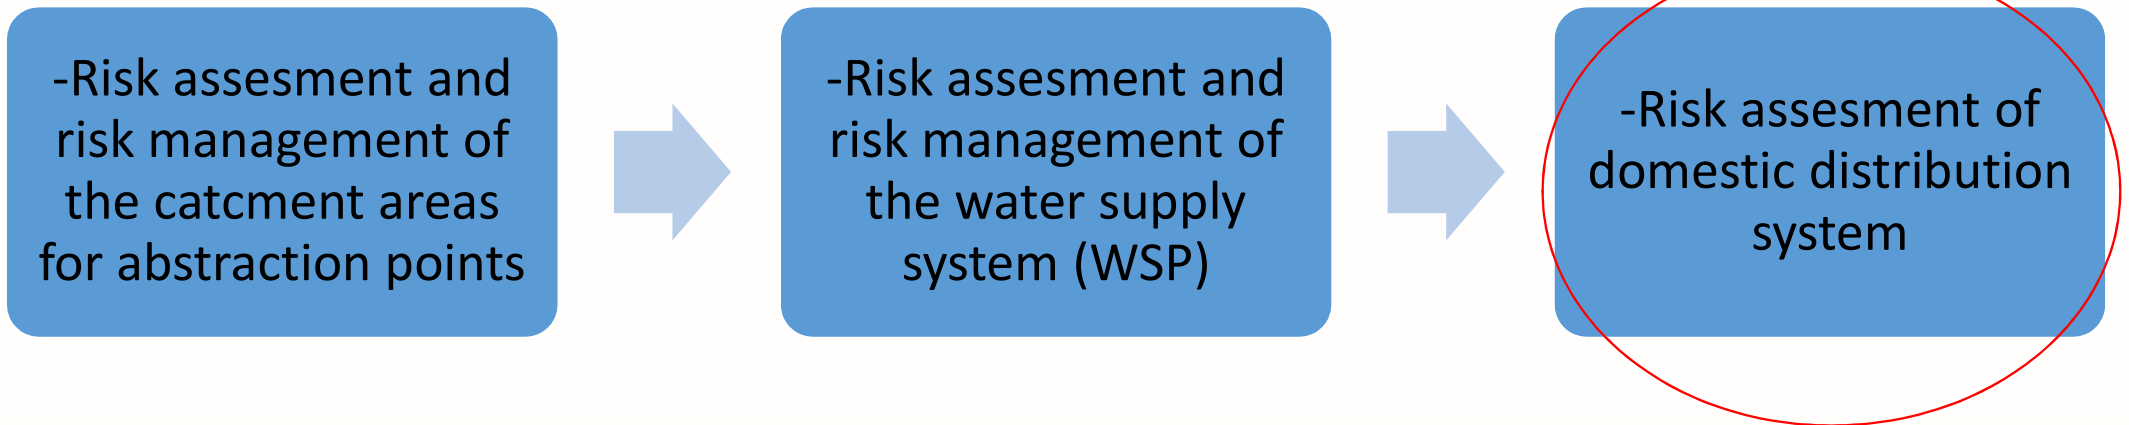 -Risk assesment and
risk management of
the catcment areas
for abstraction points
-Risk assesment and
risk management of
the water supply
system (WSP)
-Risk assesment of
domestic distribution
system